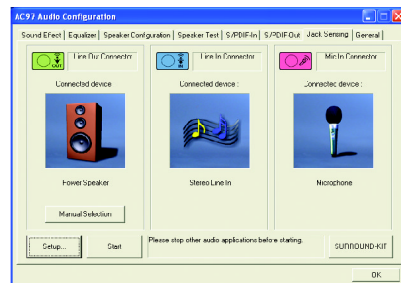 AC97 Audio Configuration
Sound Effect | Equalizer | Speaker Configuration | Speaker Test | S/PDIF-In | S/PDIF-Out | Jack Sensing | General
OUT Line Out Connector
IN Line In Connector
Mic In Connector
Connected device
Connected device :
Connected device :
Power Speaker
Stereo Line In
Microphone
Manual Selection
Setup...
Start
Please stop other audio applications before starting.
SURROUND-KIT
OK